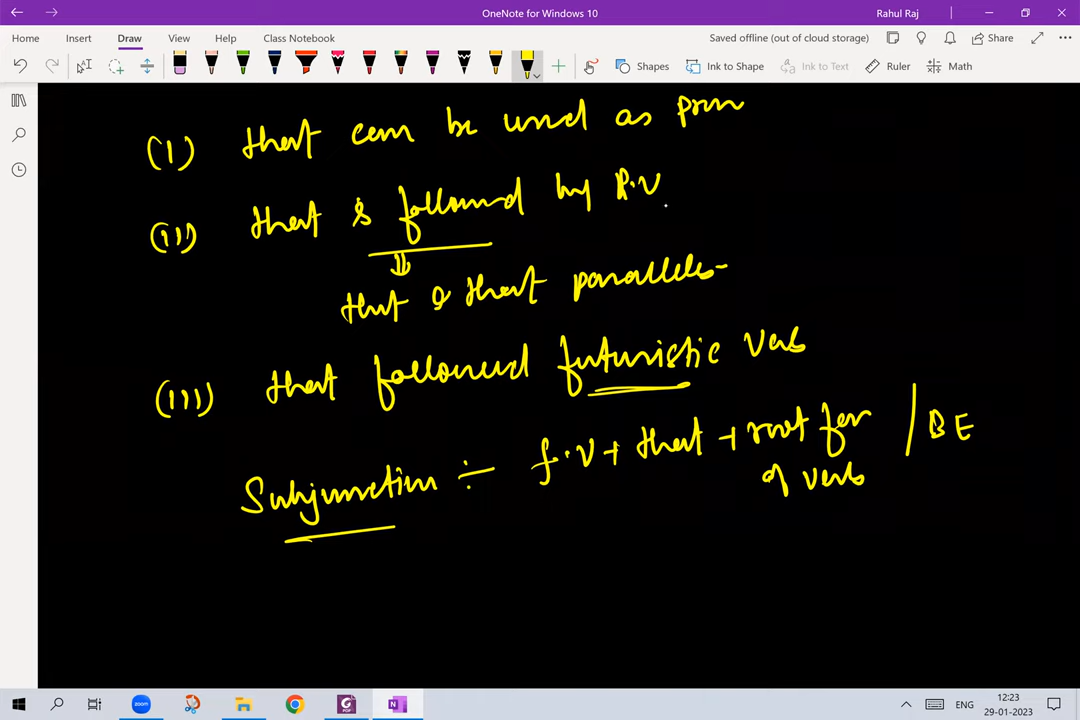 OneNote for Windows 10
Rahul Raj
Home Insert Draw View Help Class Notebook
Saved offline (out of cloud storage)
Share
Shapes Ink to Shape Ink to Text Ruler Math
(I) that can be used as pron
(II) that is followed by R.V
that & that parallels
(III) that followed futuristic verb
Subjunction ÷ f.V + that + root for / BE
of verb
ENG
12:23
29-01-2023